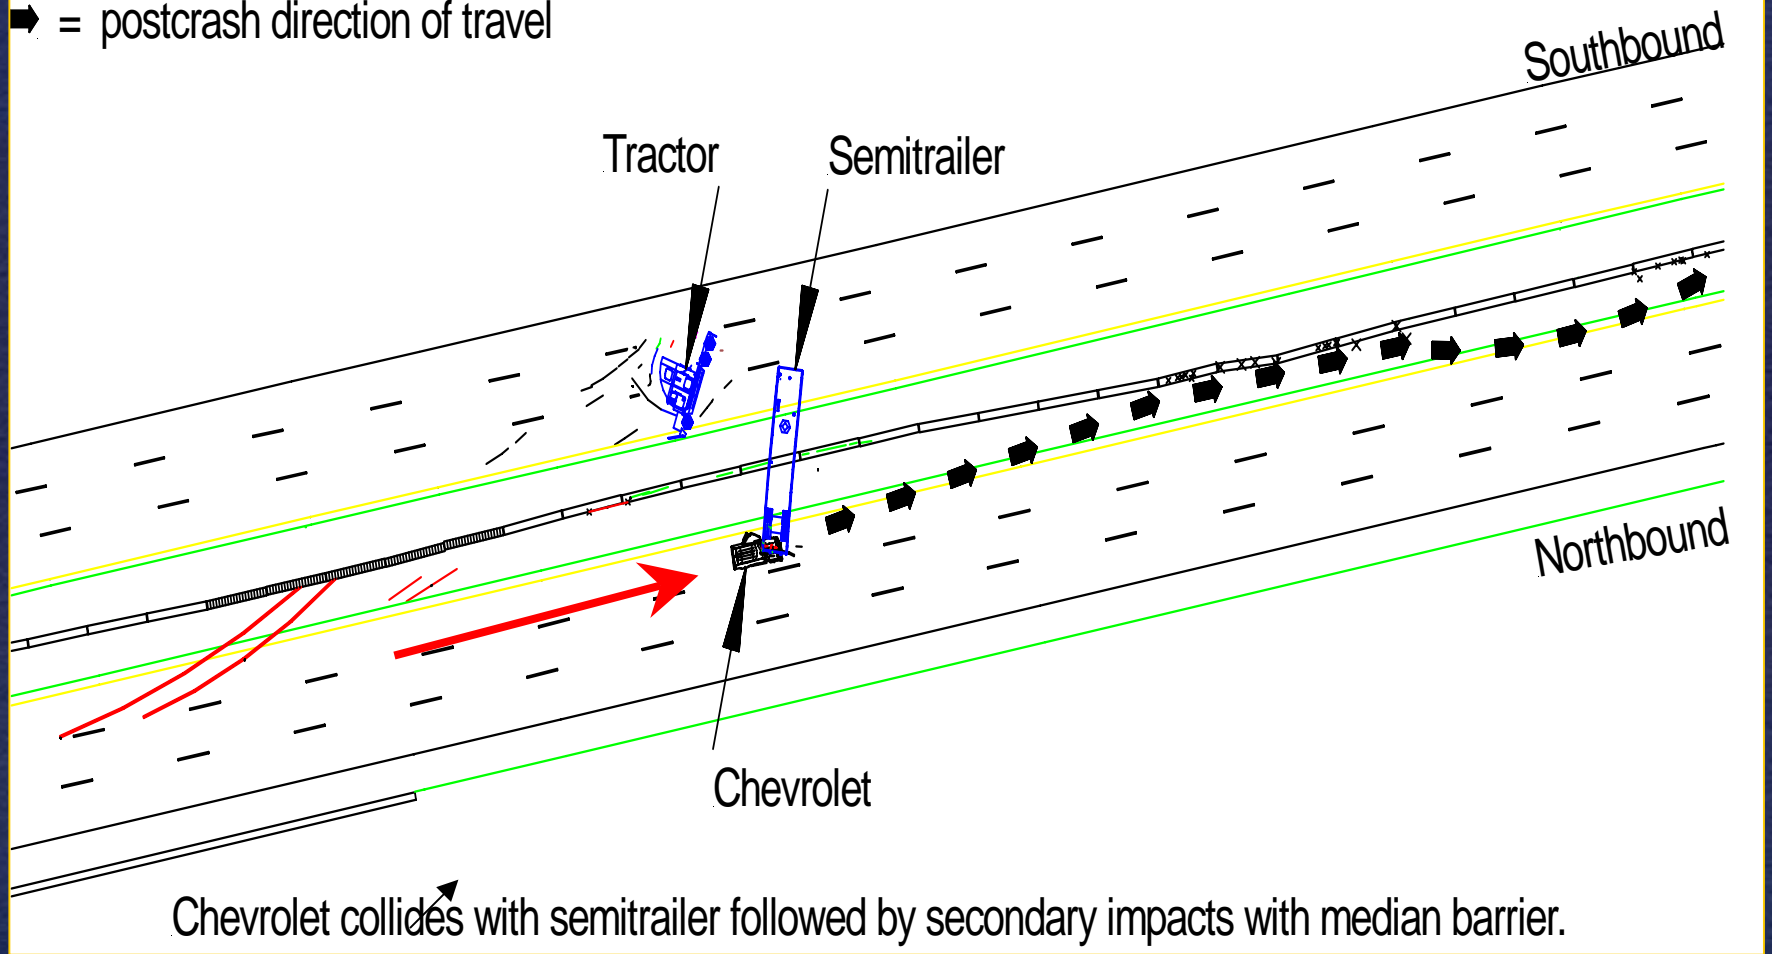 = postcrash direction of travel
Southbound
Tractor
Semitrailer
Northbound
Chevrolet
Chevrolet collides with semitrailer followed by secondary impacts with median barrier.